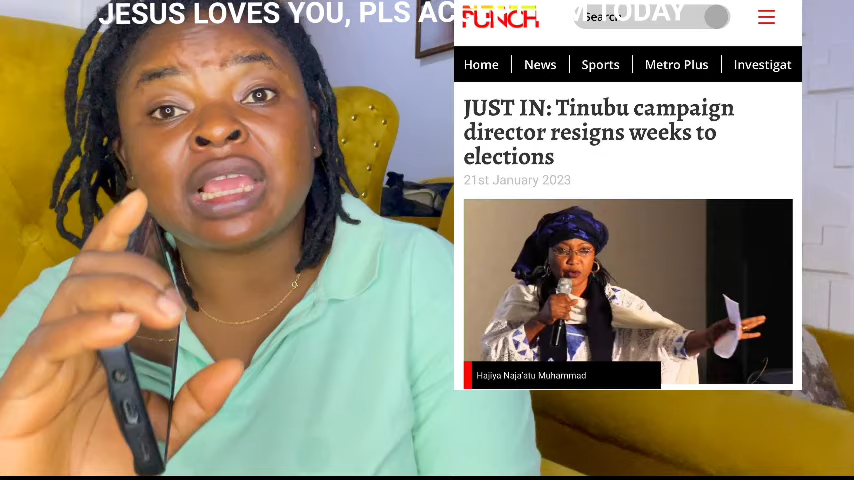 JESUS LOVES YOU, PLS AC TODAY
PUNCH
Search
Home
News
Sports
Metro Plus
Investigat
JUST IN: Tinubu campaign
director resigns weeks to
elections
21st January 2023
Hajiya Naja'atu Muhammad